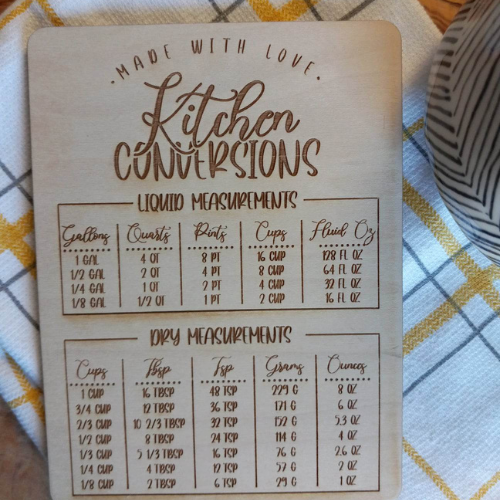 · MADE WITH LOVE ·
Kitchen
CONVERSIONS
LIQUID MEASUREMENTS
Gallons Quarts Pints Cups Fluid Oz
1 GAL 4 QT 8 PT 16 CUP 128 FL OZ
1/2 GAL 2 QT 4 PT 8 CUP 64 FL OZ
1/4 GAL 1 QT 2 PT 4 CUP 32 FL OZ
1/8 GAL 1/2 QT 1 PT 2 CUP 16 FL OZ
DRY MEASUREMENTS
Cups Tbsp Tsp Grams Ounces
1 CUP 16 TBSP 48 TSP 229 G 8 OZ
3/4 CUP 12 TBSP 36 TSP 171 G 6 OZ
2/3 CUP 10 2/3 TBSP 32 TSP 152 G 5.3 OZ
1/2 CUP 8 TBSP 24 TSP 114 G 4 OZ
1/3 CUP 5 1/3 TBSP 16 TSP 76 G 2.6 OZ
1/4 CUP 4 TBSP 12 TSP 57 G 2 OZ
1/8 CUP 2 TBSP 6 TSP 29 G 1 OZ